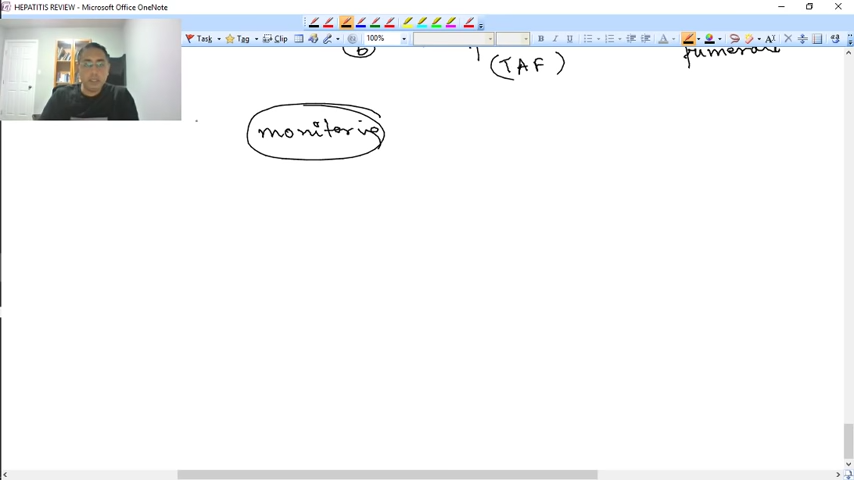 HEPATITIS REVIEW - Microsoft Office OneNote
Task
Tag
Clip
100%
B I U
(TAF)
monitoring